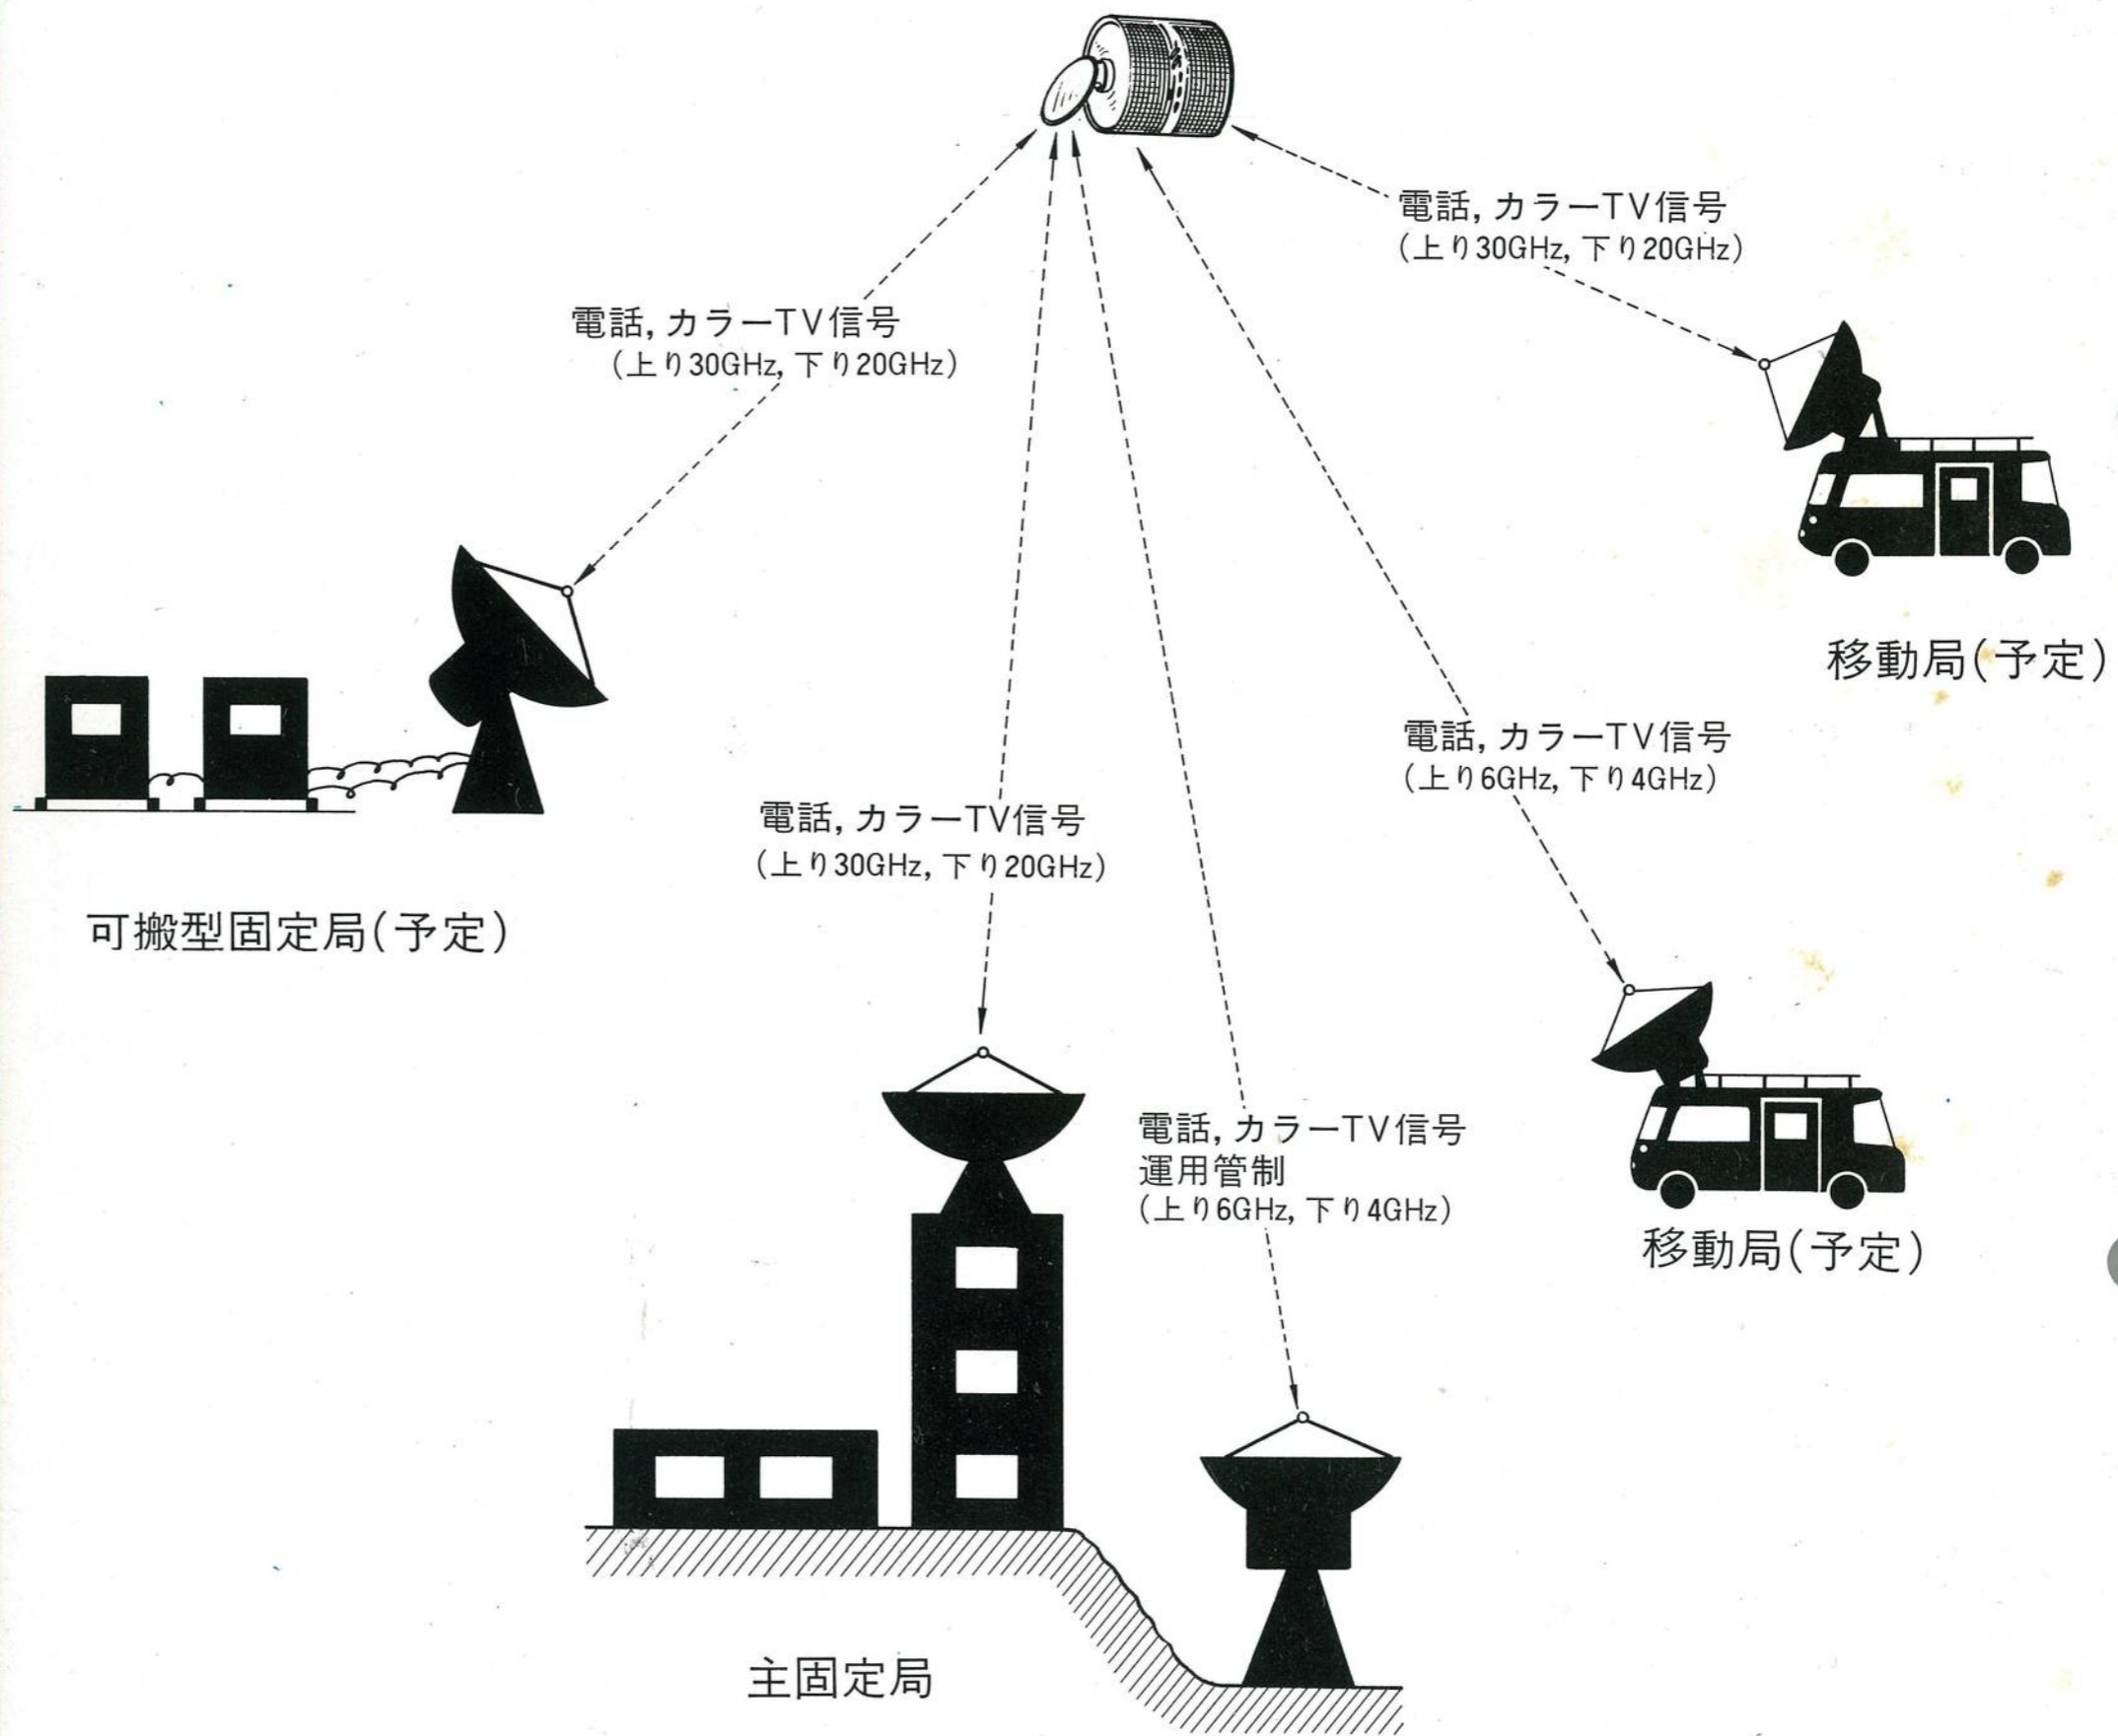 電話, カラーTV信号
(上り30GHz, 下り20GHz)
電話, カラーTV信号
(上り30GHz, 下り20GHz)
移動局(予定)
電話, カラーTV信号
(上り6GHz, 下り4GHz)
電話, カラーTV信号
(上り30GHz, 下り20GHz)
可搬型固定局(予定)
電話, カラーTV信号
運用管制
(上り6GHz, 下り4GHz)
移動局(予定)
主固定局